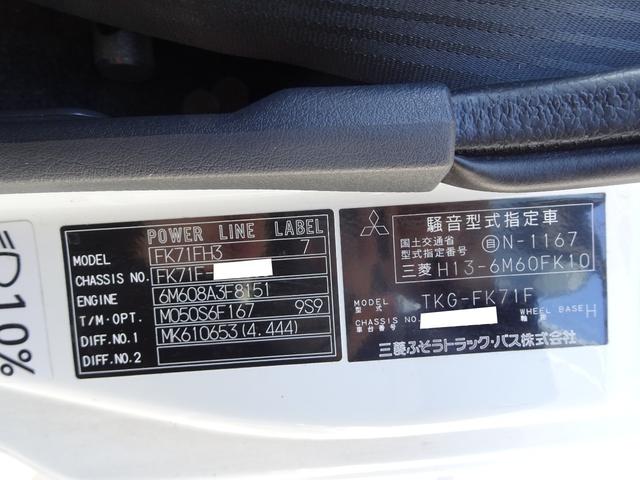 POWER LINE LABEL
MODEL FK71FH3 7
CHASSIS NO. FK71F-
ENGINE 6M608A3F8151
T/M・OPT. M050S6F167 9S9
DIFF.NO.1 MK610653(4.444)
DIFF.NO.2
D10%
騒音型式指定車
国土交通省
型式指定番号 自N-1167
三菱 H13-6M60FK10
MODEL
型式 TKG-FK71F
CHASSIS NO.
車台番号
WHEEL BASE
軸距 H
三菱ふそうトラック・バス株式会社